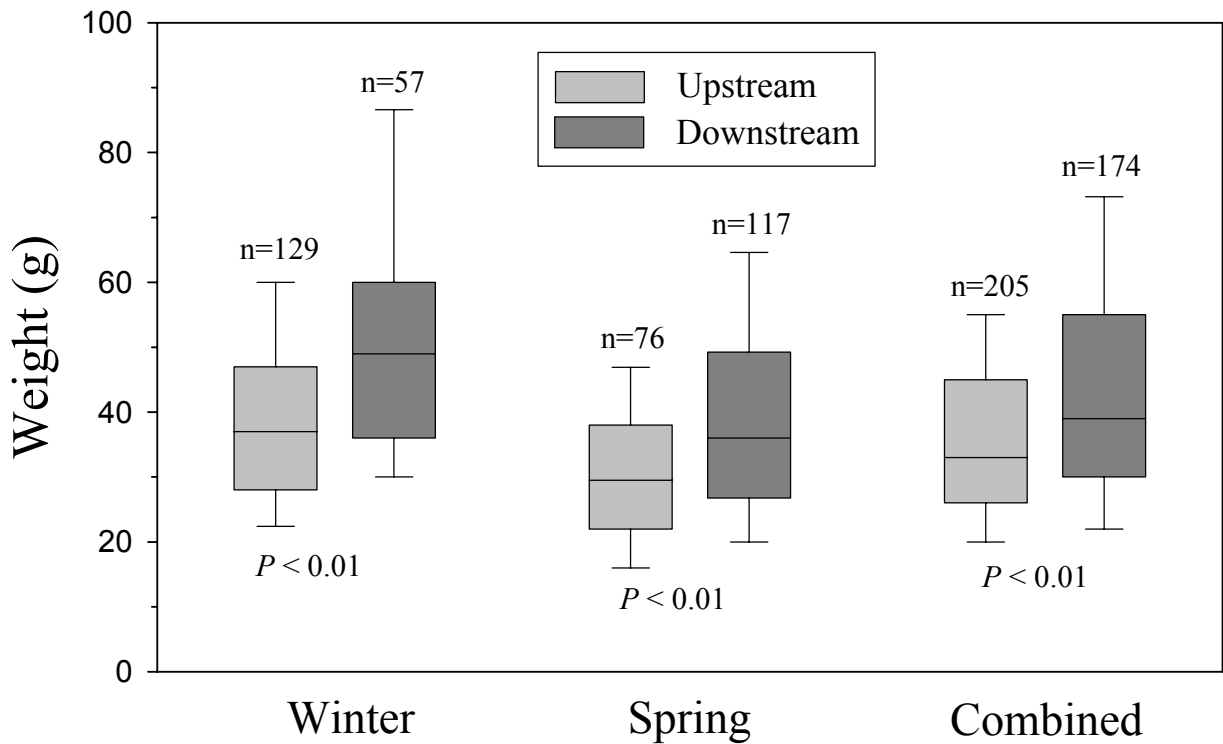 100
80
60
40
20
0
Weight (g)
Upstream
Downstream
n=129
n=57
P < 0.01
n=76
n=117
P < 0.01
n=205
n=174
P < 0.01
Winter
Spring
Combined